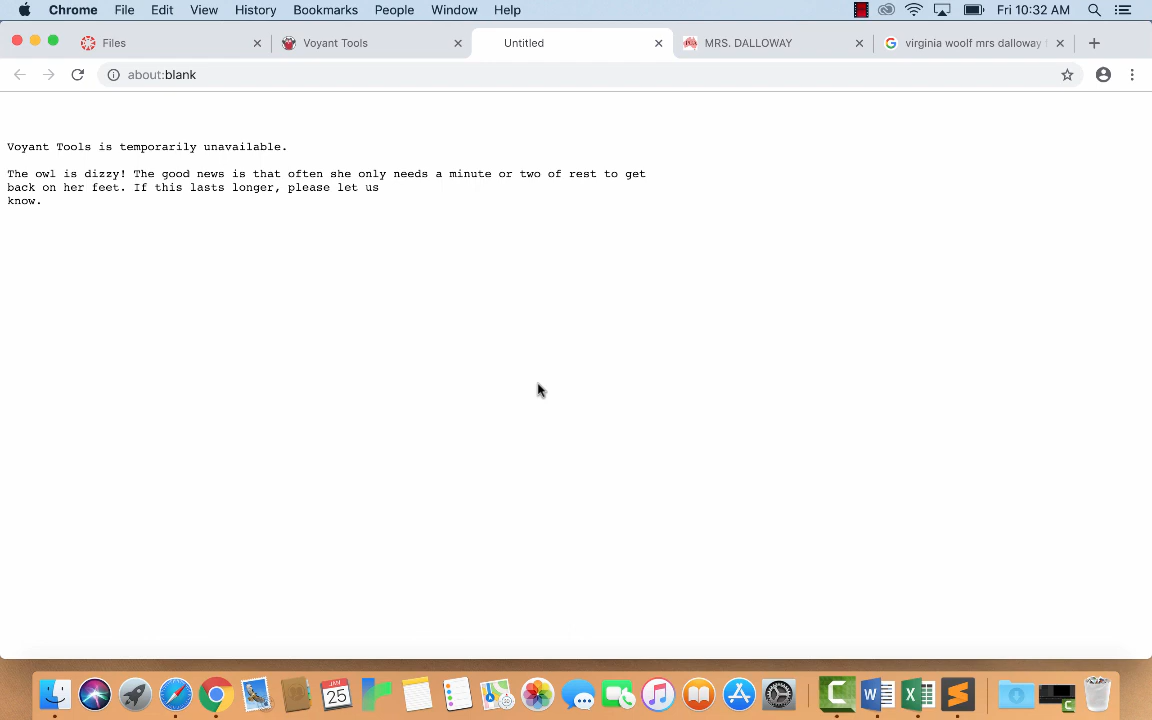 Chrome File Edit View History Bookmarks People Window Help Fri 10:32 AM
Files Voyant Tools Untitled MRS. DALLOWAY virginia woolf mrs dalloway
about:blank
Voyant Tools is temporarily unavailable.
The owl is dizzy! The good news is that often she only needs a minute or two of rest to get
back on her feet. If this lasts longer, please let us
know.
JAN
25